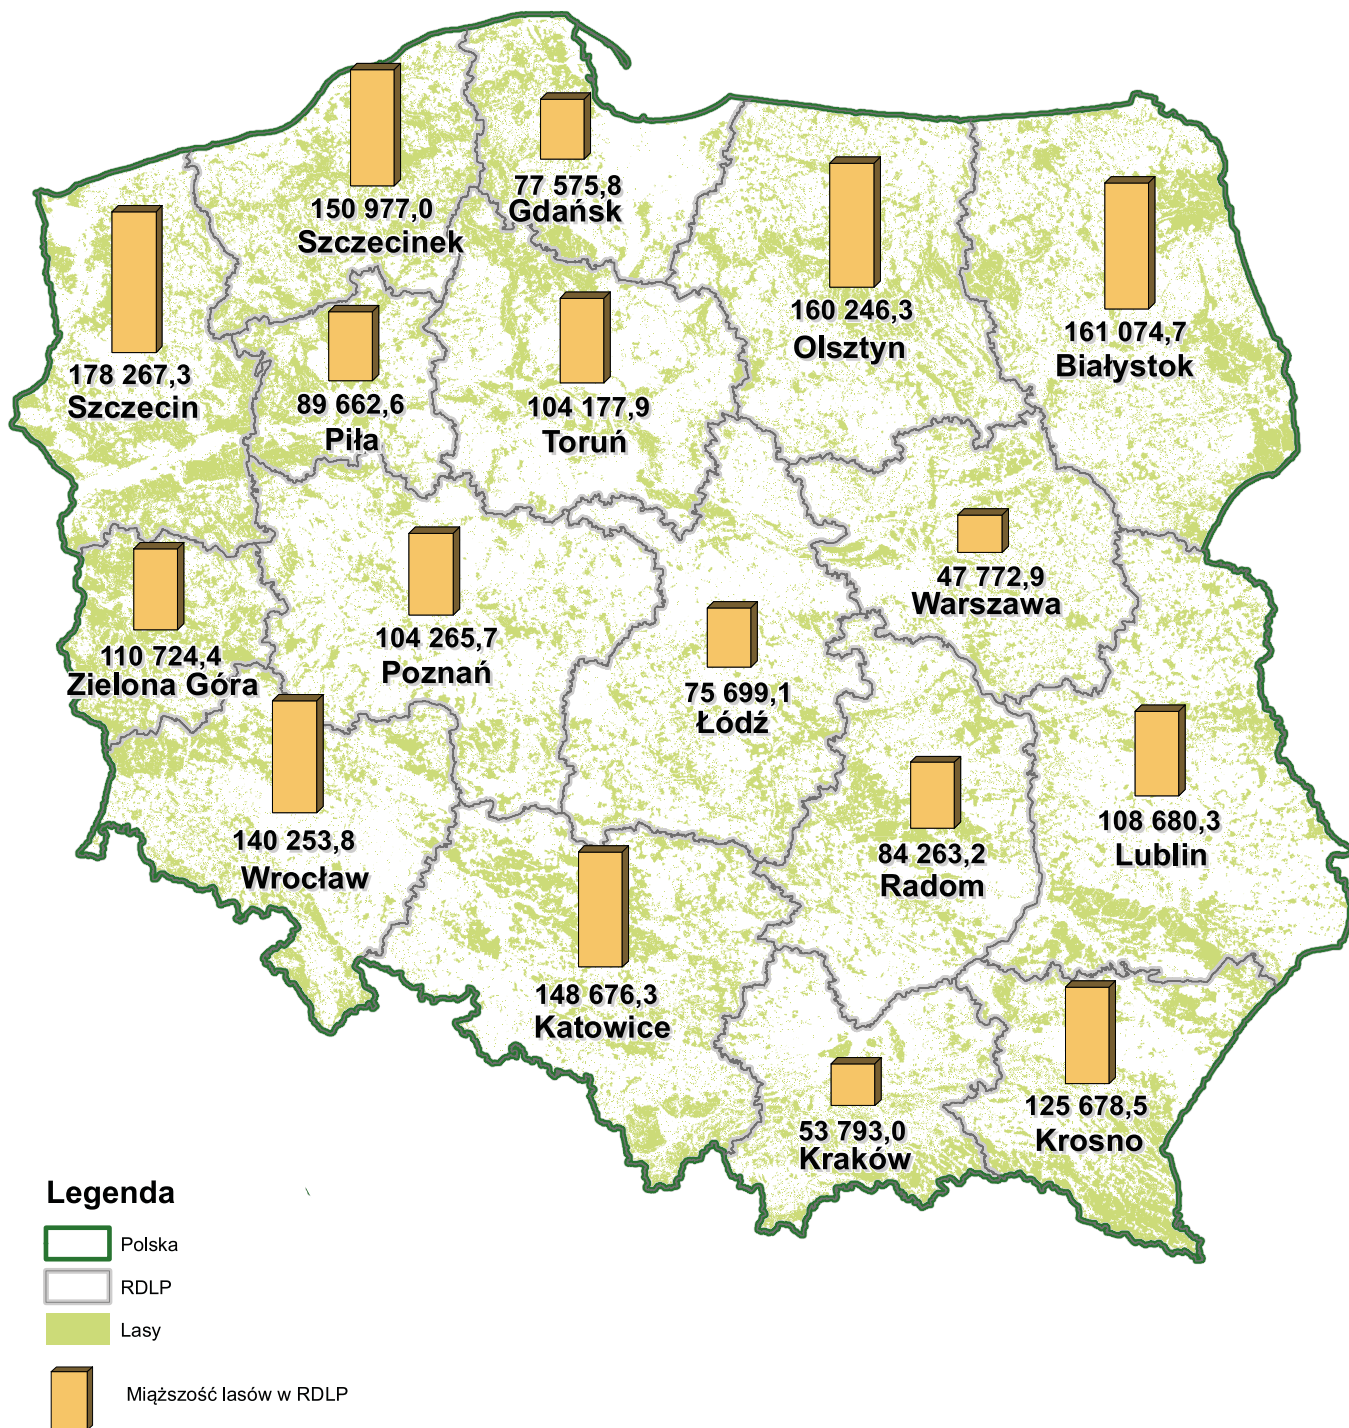 77 575,8
Gdańsk
150 977,0
Szczecinek
160 246,3
Olsztyn
161 074,7
Białystok
178 267,3
Szczecin
89 662,6
Piła
104 177,9
Toruń
47 772,9
Warszawa
104 265,7
Poznań
110 724,4
Zielona Góra
75 699,1
Łódź
140 253,8
Wrocław
84 263,2
Radom
108 680,3
Lublin
148 676,3
Katowice
53 793,0
Kraków
125 678,5
Krosno
Legenda
Polska
RDLP
Lasy
Miąższość lasów w RDLP